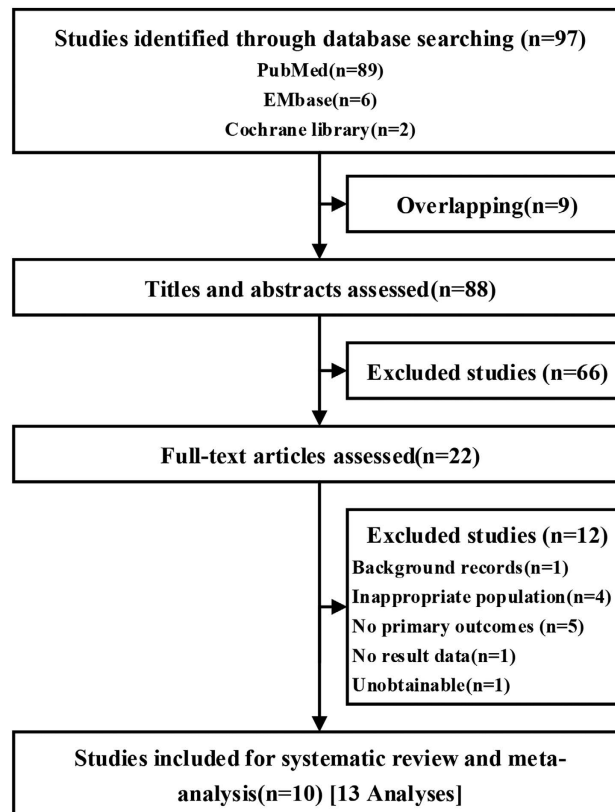 Studies identified through database searching (n=97)
PubMed(n=89)
EMbase(n=6)
Cochrane library(n=2)
Overlapping(n=9)
Titles and abstracts assessed(n=88)
Excluded studies (n=66)
Full-text articles assessed(n=22)
Excluded studies (n=12)
Background records(n=1)
Inappropriate population(n=4)
No primary outcomes (n=5)
No result data(n=1)
Unobtainable(n=1)
Studies included for systematic review and meta-
analysis(n=10) [13 Analyses]